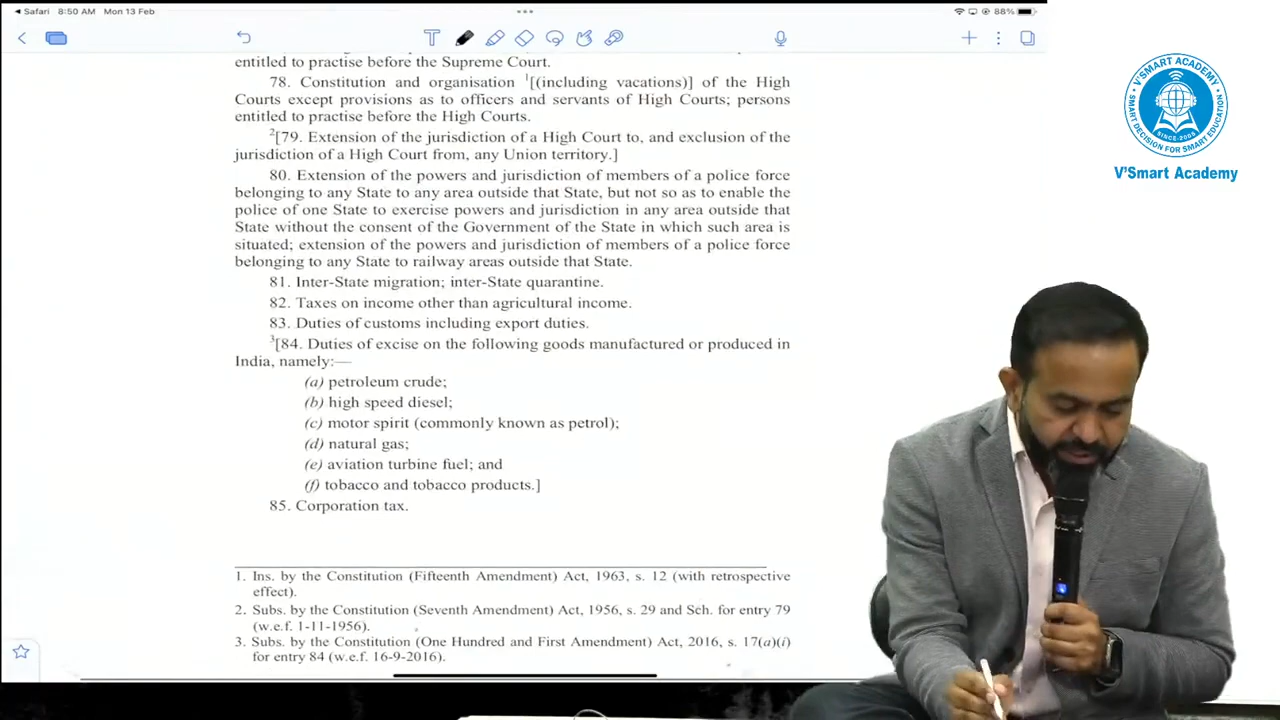 Safari 8:50 AM Mon 13 Feb
88%
T
entitled to practise before the Supreme Court.
78. Constitution and organisation 1[(including vacations)] of the High
Courts except provisions as to officers and servants of High Courts; persons
entitled to practise before the High Courts.
2[79. Extension of the jurisdiction of a High Court to, and exclusion of the
jurisdiction of a High Court from, any Union territory.]
80. Extension of the powers and jurisdiction of members of a police force
belonging to any State to any area outside that State, but not so as to enable the
police of one State to exercise powers and jurisdiction in any area outside that
State without the consent of the Government of the State in which such area is
situated; extension of the powers and jurisdiction of members of a police force
belonging to any State to railway areas outside that State.
81. Inter-State migration; inter-State quarantine.
82. Taxes on income other than agricultural income.
83. Duties of customs including export duties.
3[84. Duties of excise on the following goods manufactured or produced in
India, namely:—
(a) petroleum crude;
(b) high speed diesel;
(c) motor spirit (commonly known as petrol);
(d) natural gas;
(e) aviation turbine fuel; and
(f) tobacco and tobacco products.]
85. Corporation tax.
1. Ins. by the Constitution (Fifteenth Amendment) Act, 1963, s. 12 (with retrospective
effect).
2. Subs. by the Constitution (Seventh Amendment) Act, 1956, s. 29 and Sch. for entry 79
(w.e.f. 1-11-1956).
3. Subs. by the Constitution (One Hundred and First Amendment) Act, 2016, s. 17(a)(i)
for entry 84 (w.e.f. 16-9-2016).
V'SMART ACADEMY
SMART DECISION FOR SMART EDUCATION
SINCE-2008
V'Smart Academy